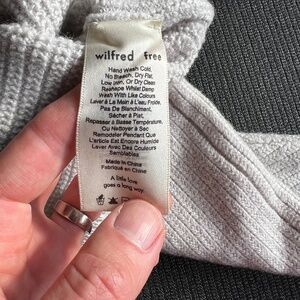 wilfred free
Hand Wash Cold,
No Bleach, Dry Flat,
Low Iron, Or Dry Clean
Reshape Whilst Damp
Wash With Like Colours
Laver À La Main À L'eau Froide,
Pas De Blanchiment,
Sécher À Plat,
Repasser À Basse Température,
Ou Nettoyer À Sec
Remodeler Pendant Que
L'article Est Encore Humide
Laver Avec Des Couleurs
Semblables
Made In China
Fabriqué en Chine
A little love
goes a long way.